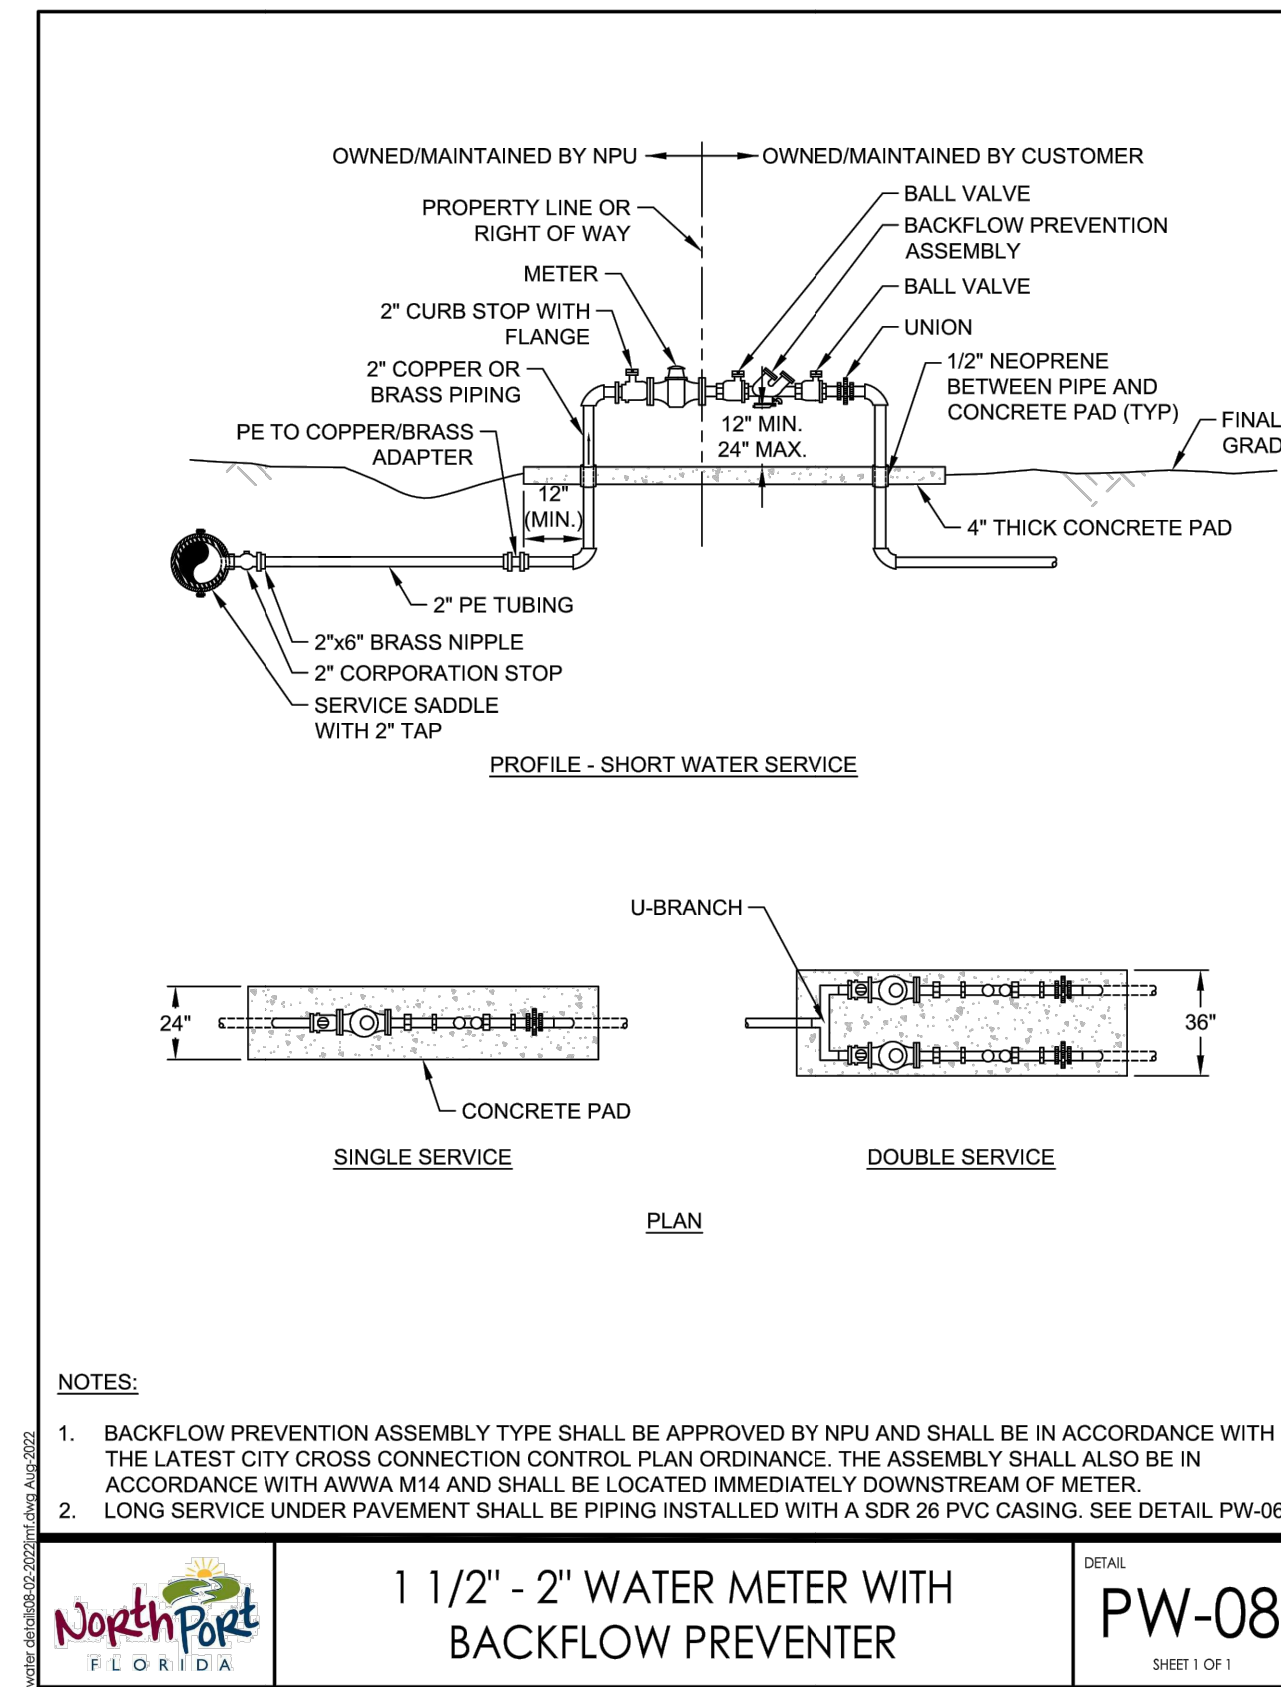 OWNED/MAINTAINED BY NPU
OWNED/MAINTAINED BY CUSTOMER
PROPERTY LINE OR
RIGHT OF WAY
METER
2" CURB STOP WITH
FLANGE
2" COPPER OR
BRASS PIPING
PE TO COPPER/BRASS
ADAPTER
BALL VALVE
BACKFLOW PREVENTION
ASSEMBLY
BALL VALVE
UNION
1/2" NEOPRENE
BETWEEN PIPE AND
CONCRETE PAD (TYP)
FINAL
GRAD
12" MIN.
24" MAX.
12"
(MIN.)
4" THICK CONCRETE PAD
2" PE TUBING
2"x6" BRASS NIPPLE
2" CORPORATION STOP
SERVICE SADDLE
WITH 2" TAP
PROFILE - SHORT WATER SERVICE
U-BRANCH
24"
36"
CONCRETE PAD
SINGLE SERVICE
DOUBLE SERVICE
PLAN
NOTES:
1. BACKFLOW PREVENTION ASSEMBLY TYPE SHALL BE APPROVED BY NPU AND SHALL BE IN ACCORDANCE WITH
THE LATEST CITY CROSS CONNECTION CONTROL PLAN ORDINANCE. THE ASSEMBLY SHALL ALSO BE IN
ACCORDANCE WITH AWWA M14 AND SHALL BE LOCATED IMMEDIATELY DOWNSTREAM OF METER.
2. LONG SERVICE UNDER PAVEMENT SHALL BE PIPING INSTALLED WITH A SDR 26 PVC CASING. SEE DETAIL PW-06
water details08-02-2022|mf.dwg Aug-2022
North Port
FLORIDA
1 1/2" - 2" WATER METER WITH
BACKFLOW PREVENTER
DETAIL
PW-08
SHEET 1 OF 1